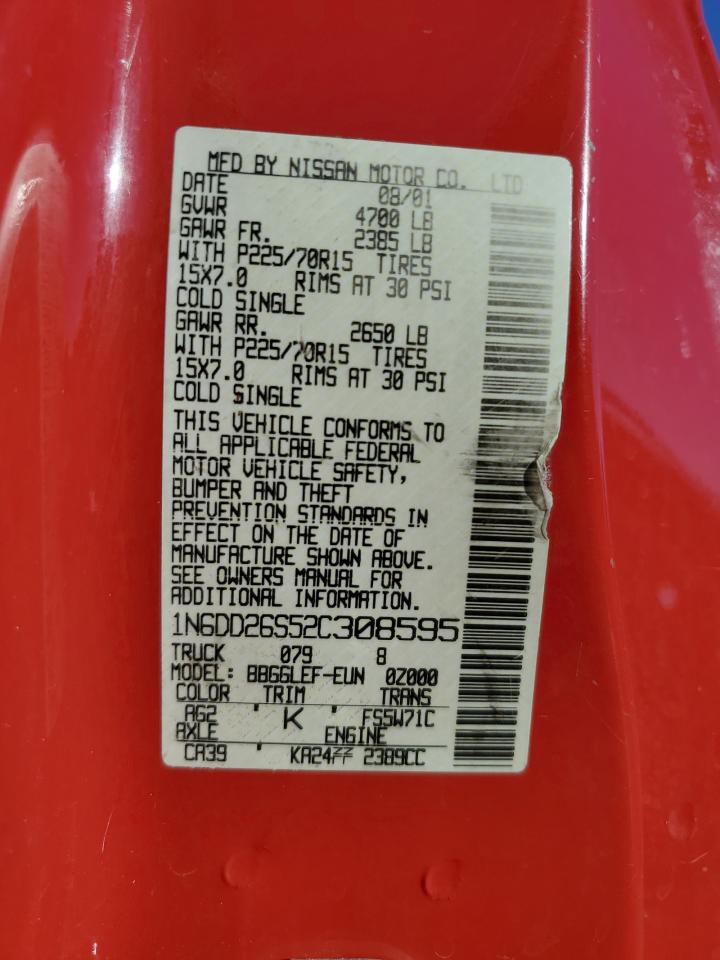 MFD BY NISSAN MOTOR CO. LTD
DATE 08/01
GVWR 4700 LB
GAWR FR. 2385 LB
WITH P225/70R15 TIRES
15X7.0 RIMS AT 30 PSI
COLD SINGLE
GAWR RR. 2650 LB
WITH P225/70R15 TIRES
15X7.0 RIMS AT 30 PSI
COLD SINGLE
THIS VEHICLE CONFORMS TO
ALL APPLICABLE FEDERAL
MOTOR VEHICLE SAFETY,
BUMPER AND THEFT
PREVENTION STANDARDS IN
EFFECT ON THE DATE OF
MANUFACTURE SHOWN ABOVE.
SEE OWNERS MANUAL FOR
ADDITIONAL INFORMATION.
1N6DD26S52C308595
TRUCK 079 8
MODEL: BBGGLEF-EUN 0Z000
COLOR TRIM TRANS
AG2 ' K ' FS5W71C
AXLE ENGINE
CA39 ' KA24 2389CC